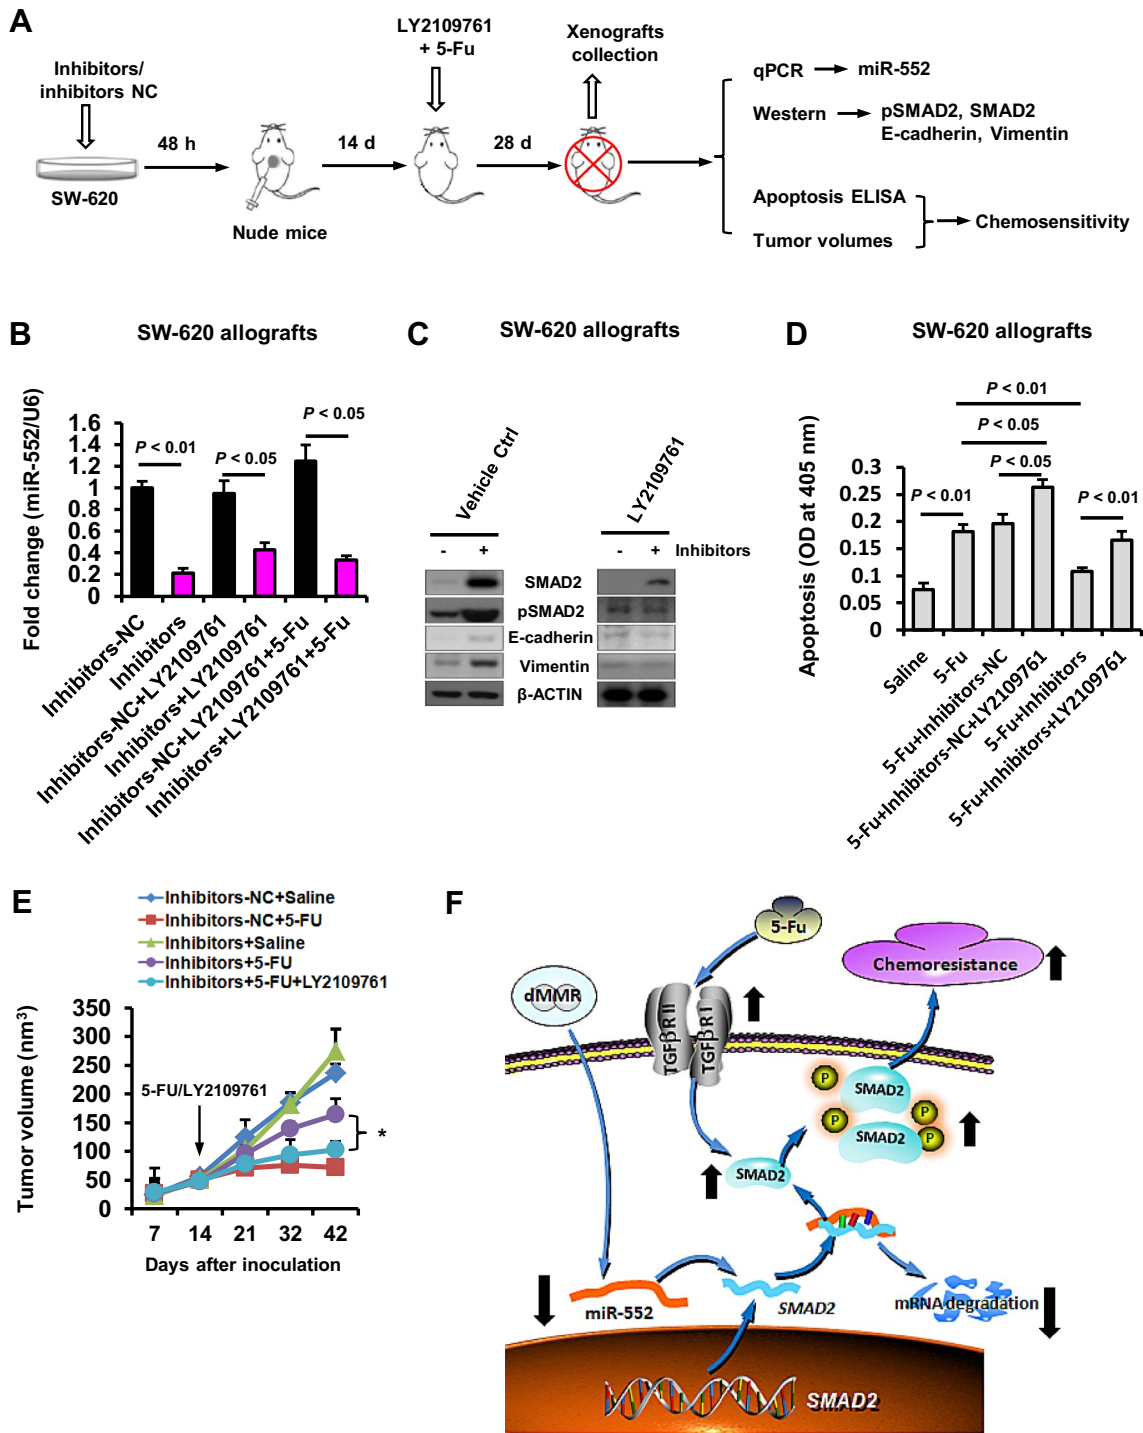 A
Inhibitors/
inhibitors NC
SW-620
48 h
Nude mice
14 d
LY2109761
+ 5-Fu
28 d
Xenografts
collection
qPCR
miR-552
Western
pSMAD2, SMAD2
E-cadherin, Vimentin
Apoptosis ELISA
Tumor volumes
Chemosensitivity
B
SW-620 allografts
Fold change (miR-552/U6)
1.6
1.4
1.2
1
0.8
0.6
0.4
0.2
0
P < 0.01
P < 0.05
P < 0.05
Inhibitors-NC
Inhibitors
Inhibitors-NC+LY2109761
Inhibitors+LY2109761
Inhibitors-NC+LY2109761+5-Fu
Inhibitors+LY2109761+5-Fu
C
SW-620 allografts
Vehicle Ctrl
LY2109761
- + - + Inhibitors
SMAD2
pSMAD2
E-cadherin
Vimentin
β-ACTIN
D
SW-620 allografts
Apoptosis (OD at 405 nm)
0.3
0.25
0.2
0.15
0.1
0.05
0
P < 0.01
P < 0.05
P < 0.05
P < 0.01
P < 0.01
Saline
5-Fu
5-Fu+Inhibitors-NC
5-Fu+Inhibitors-NC+LY2109761
5-Fu+Inhibitors
5-Fu+Inhibitors+LY2109761
E
Inhibitors-NC+Saline
Inhibitors-NC+5-FU
Inhibitors+Saline
Inhibitors+5-FU
Inhibitors+5-FU+LY2109761
Tumor volume (nm³)
350
300
250
200
150
100
50
0
5-FU/LY2109761
*
7 14 21 32 42
Days after inoculation
F
5-Fu
Chemoresistance
dMMR
TGFβR II
TGFβR I
P
SMAD2
P
P
SMAD2
P
SMAD2
miR-552
SMAD2
mRNA degradation
SMAD2